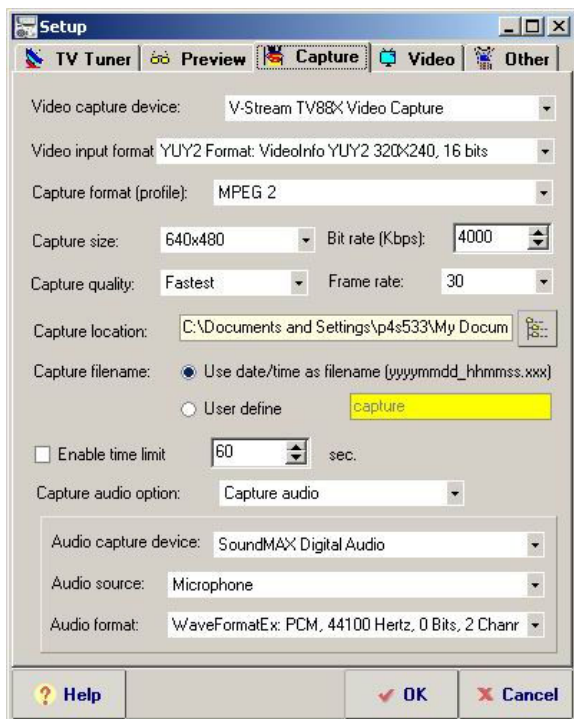 Setup
TV Tuner Preview Capture Video Other
Video capture device: V-Stream TV88X Video Capture
Video input format YUY2 Format: VideoInfo YUY2 320X240, 16 bits
Capture format (profile): MPEG 2
Capture size: 640x480 Bit rate (Kbps): 4000
Capture quality: Fastest Frame rate: 30
Capture location: C:\Documents and Settings\p4s533\My Docum
Capture filename: Use date/time as filename (yyyymmdd_hhmmss.xxx)
User define capture
Enable time limit 60 sec.
Capture audio option: Capture audio
Audio capture device: SoundMAX Digital Audio
Audio source: Microphone
Audio format: WaveFormatEx: PCM, 44100 Hertz, 0 Bits, 2 Chanr
Help OK Cancel